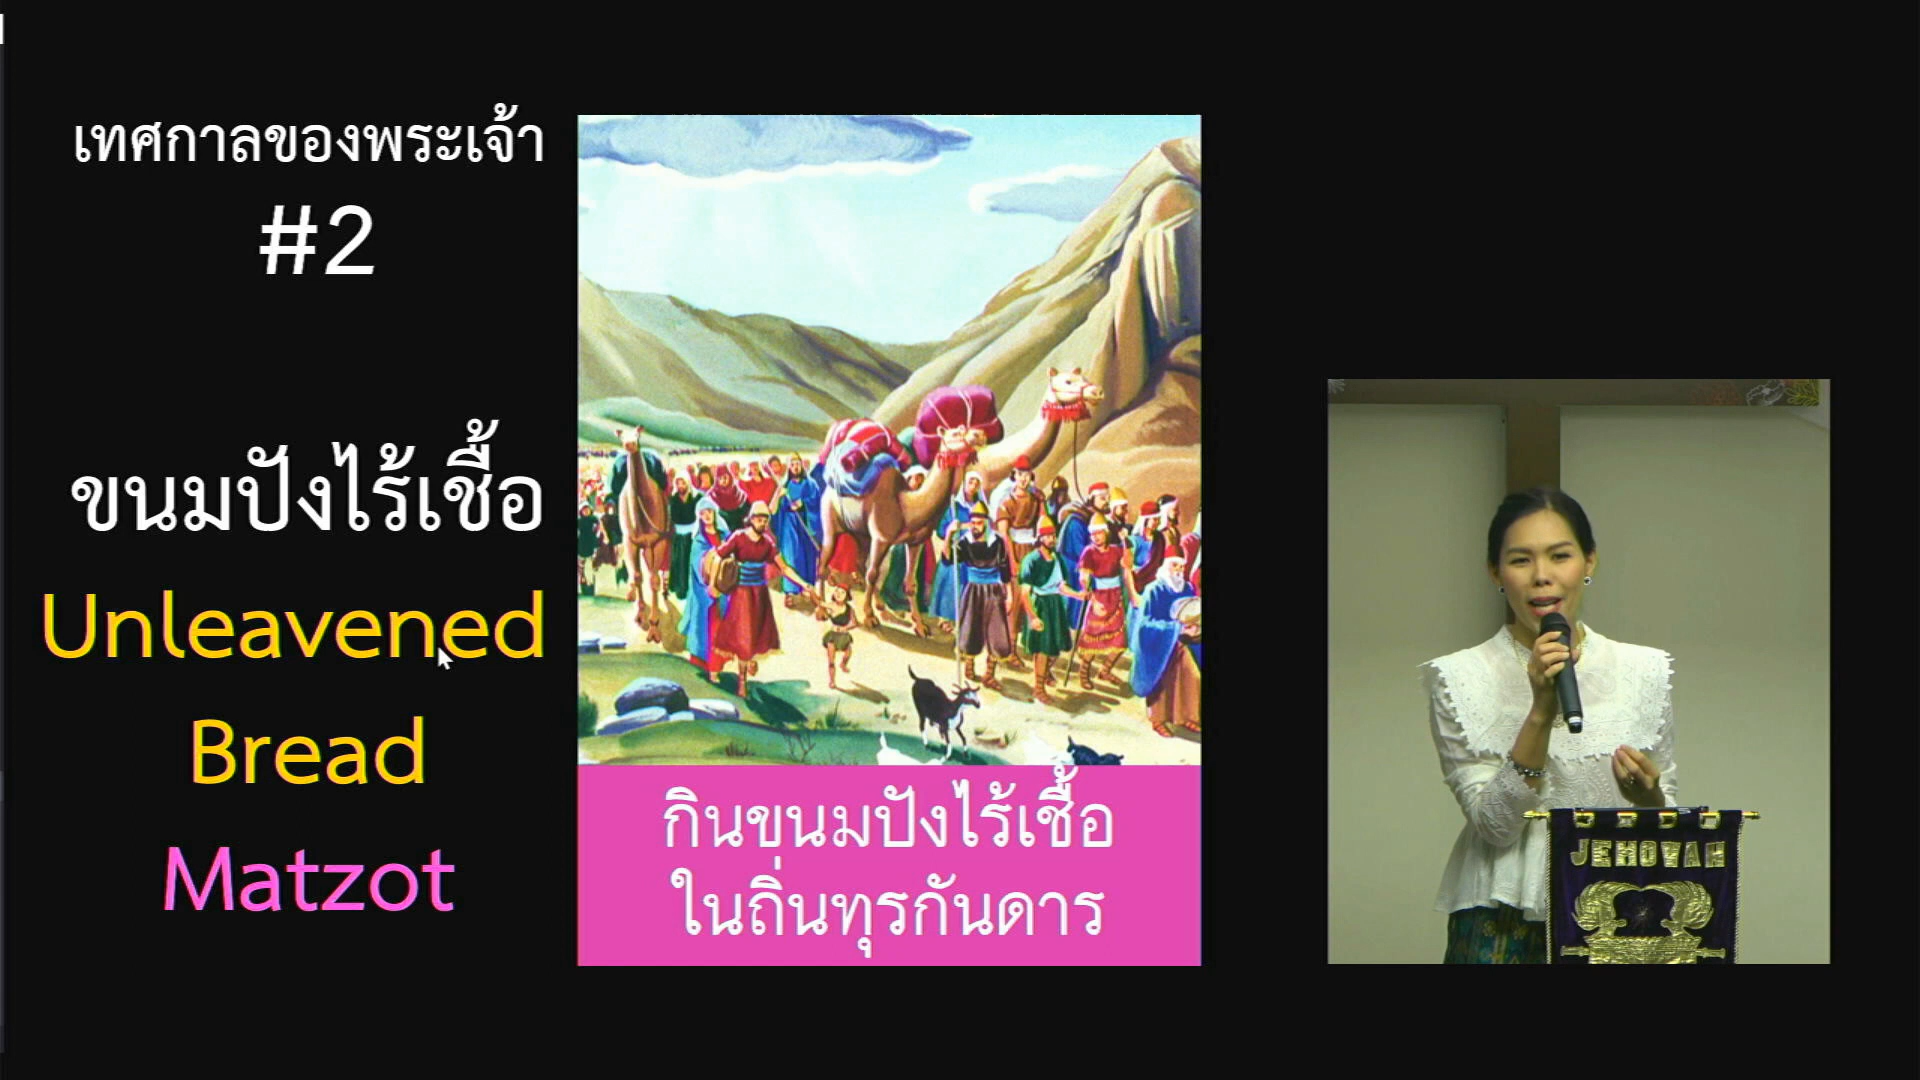 เทศกาลของพระเจ้า
#2
ขนมปังไร้เชื้อ
Unleavened
Bread
Matzot
กินขนมปังไร้เชื้อ
ในถิ่นทุรกันดาร
JEHOVAH